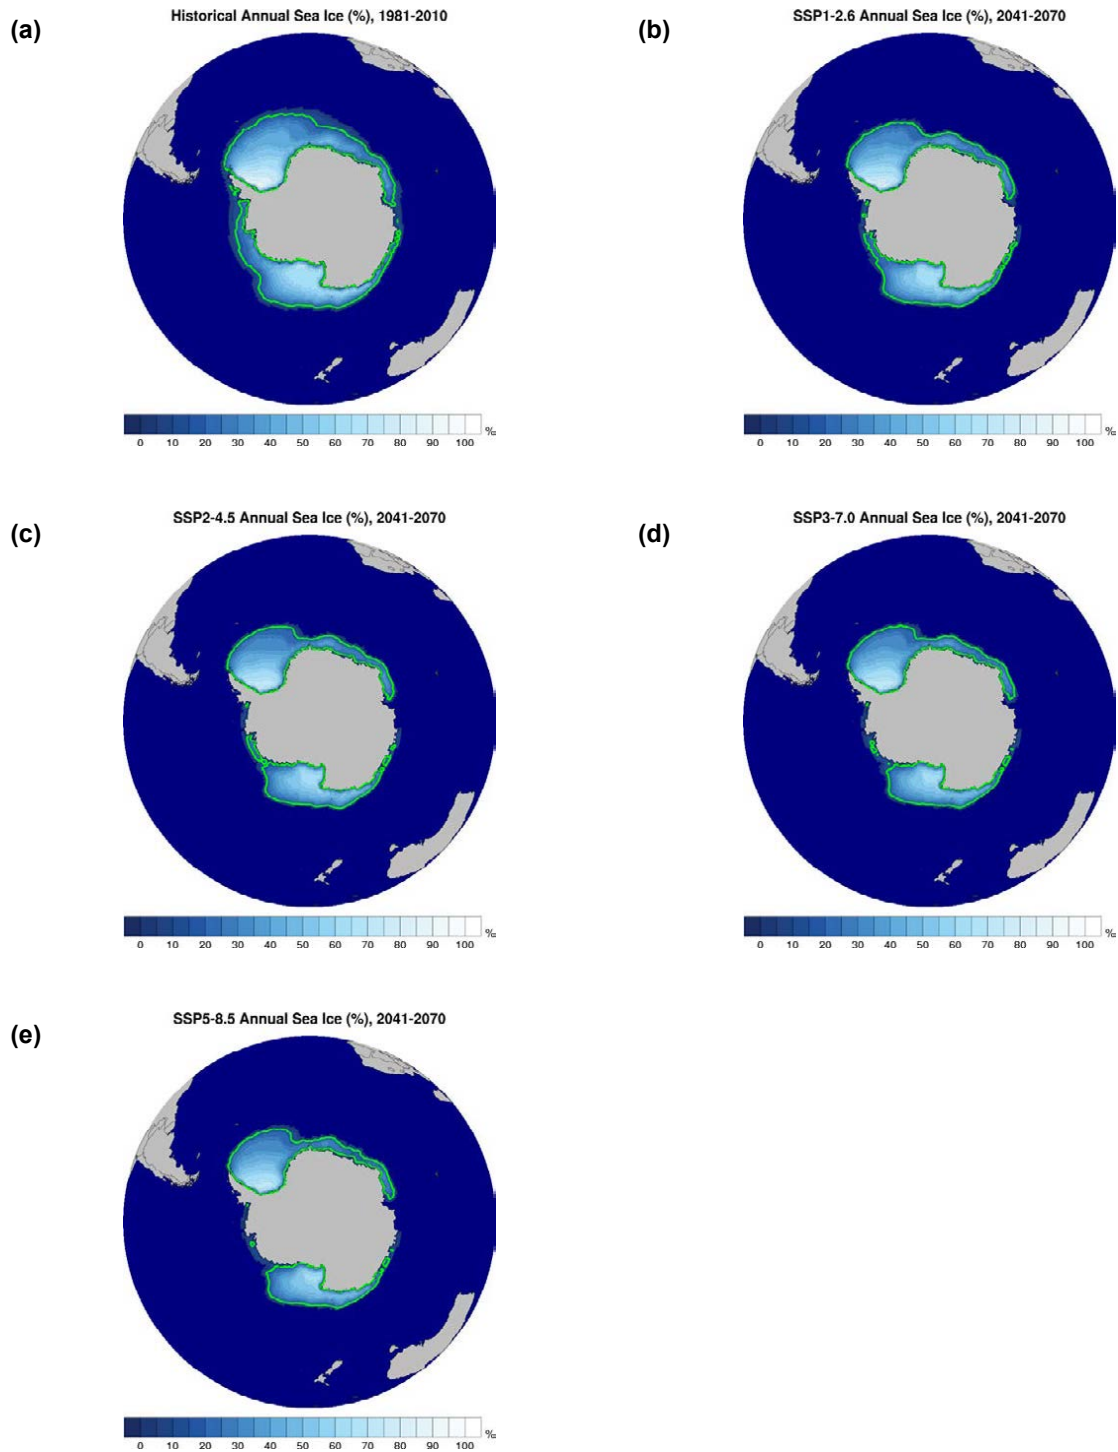 (a)
Historical Annual Sea Ice (%), 1981-2010
0 10 20 30 40 50 60 70 80 90 100 %
(b)
SSP1-2.6 Annual Sea Ice (%), 2041-2070
0 10 20 30 40 50 60 70 80 90 100 %
(c)
SSP2-4.5 Annual Sea Ice (%), 2041-2070
0 10 20 30 40 50 60 70 80 90 100 %
(d)
SSP3-7.0 Annual Sea Ice (%), 2041-2070
0 10 20 30 40 50 60 70 80 90 100 %
(e)
SSP5-8.5 Annual Sea Ice (%), 2041-2070
0 10 20 30 40 50 60 70 80 90 100 %